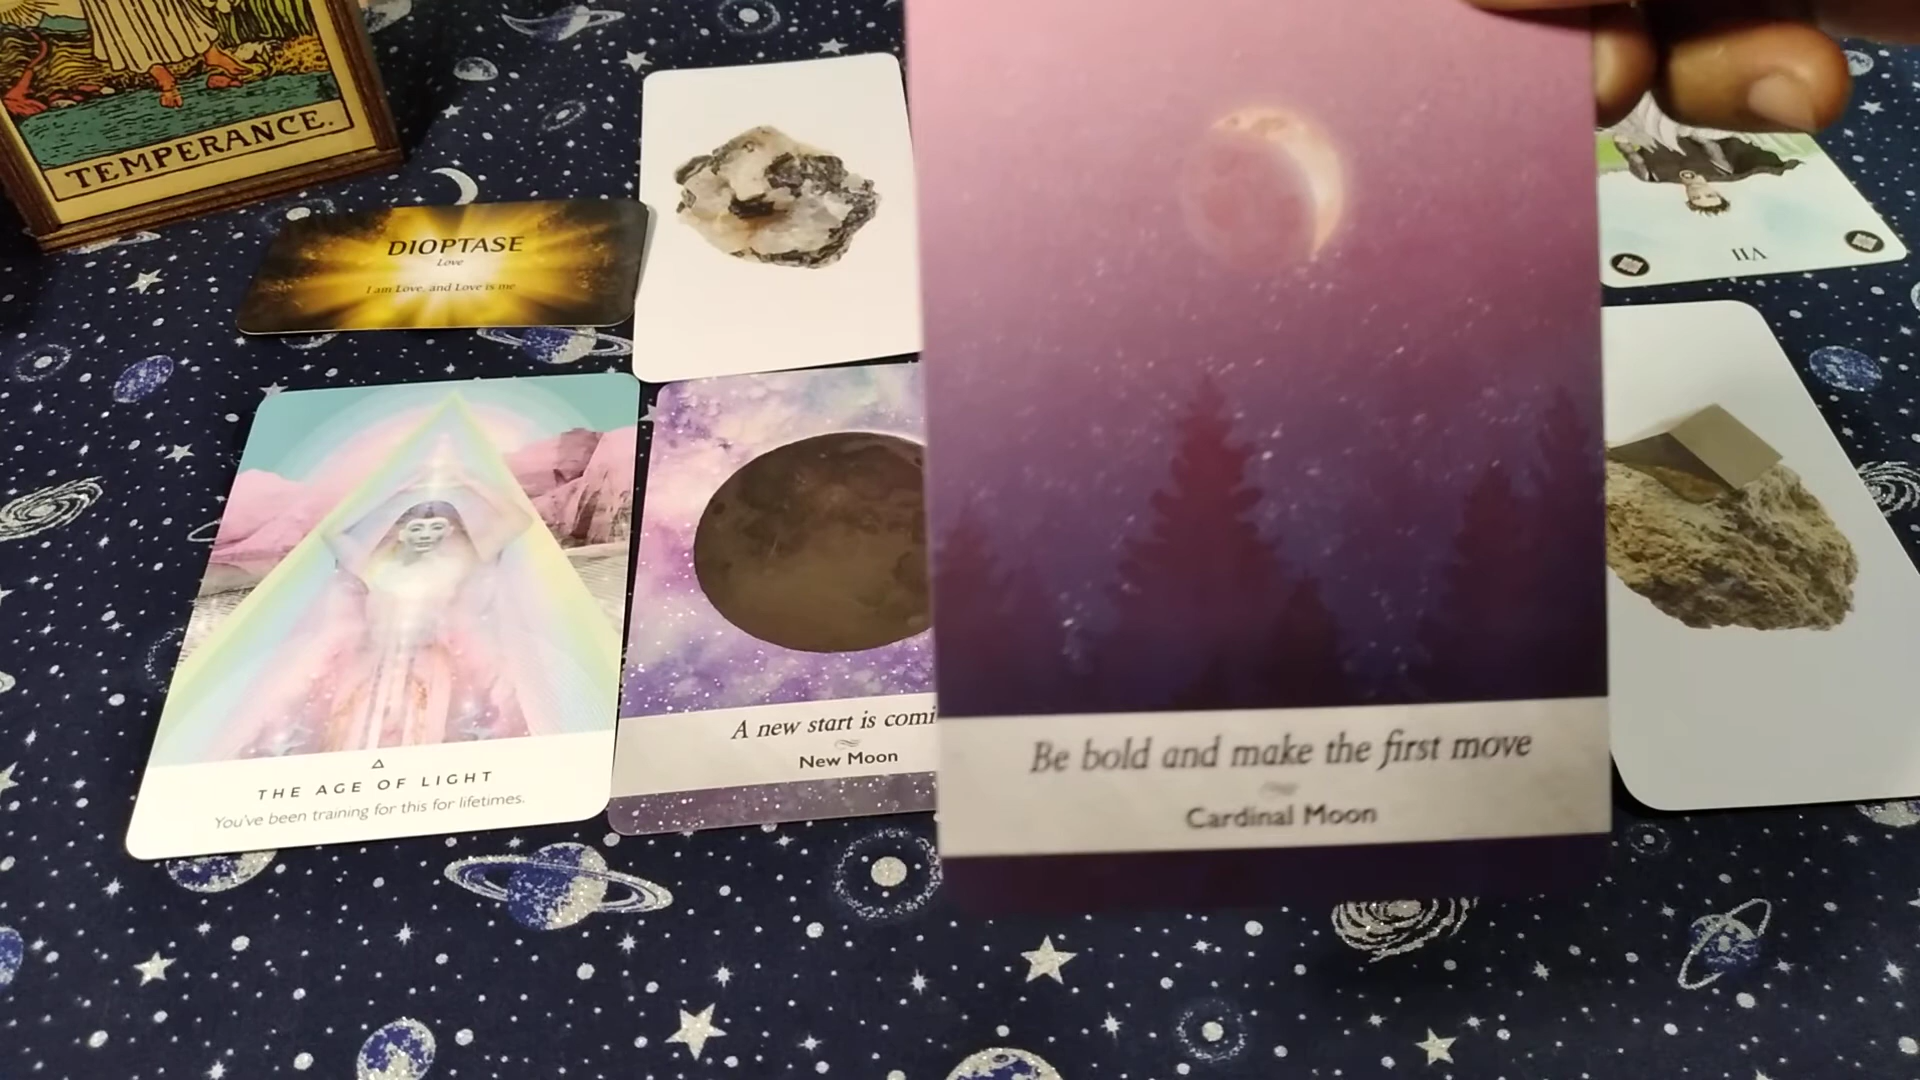 TEMPERANCE.
DIOPTASE
Love
I am Love, and Love is me
VII
THE AGE OF LIGHT
You've been training for this for lifetimes.
A new start is comi
New Moon
Be bold and make the first move
Cardinal Moon